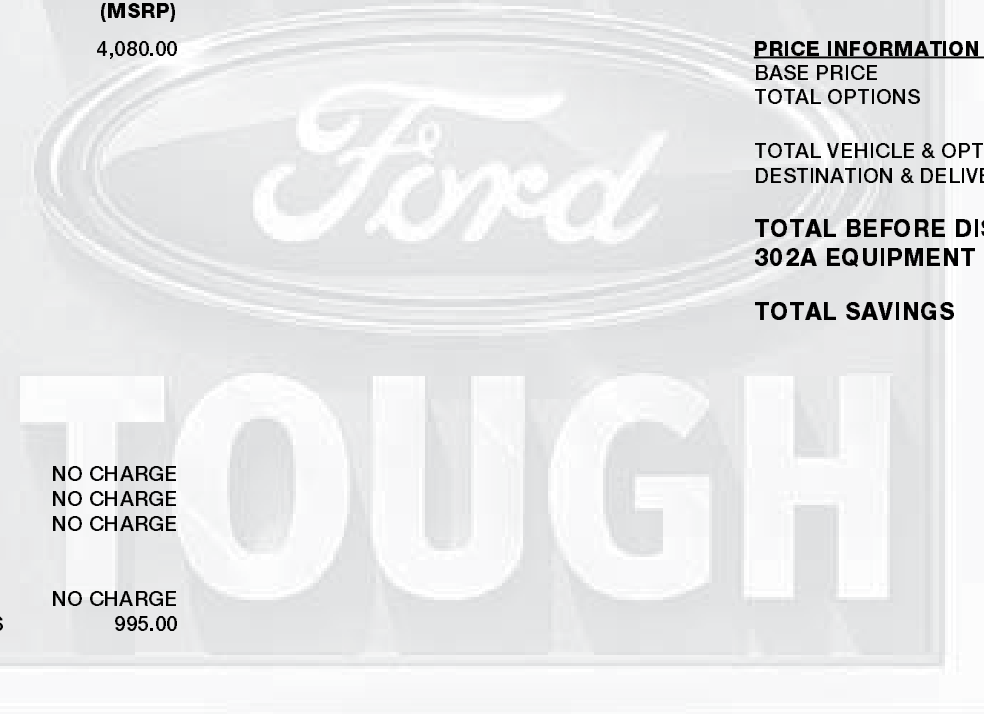 (MSRP)
4,080.00
PRICE INFORMATION
BASE PRICE
TOTAL OPTIONS
TOTAL VEHICLE & OPT
DESTINATION & DELIVE
TOTAL BEFORE DIS
302A EQUIPMENT
TOTAL SAVINGS
Ford
TOUGH
NO CHARGE
NO CHARGE
NO CHARGE
NO CHARGE
S 995.00